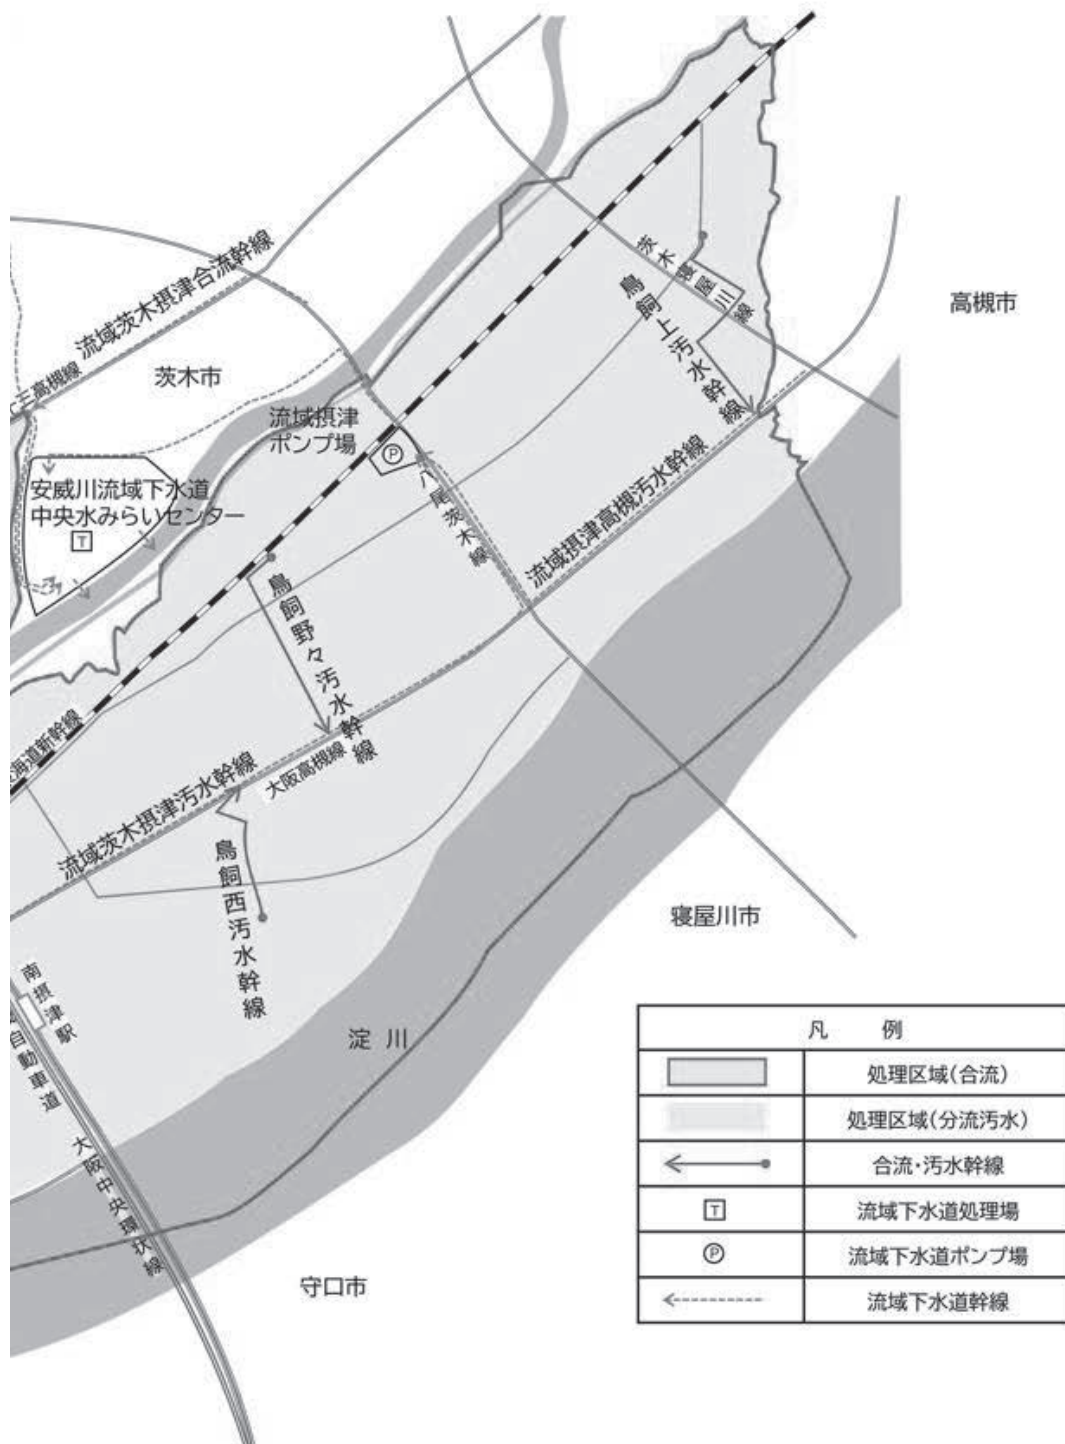 流域茨木摂津合流幹線
高槻市
茨木寝屋川線
鳥飼上汚水幹線
三高槻線
茨木市
流域摂津
ポンプ場
P
安威川流域下水道
中央水みらいセンター
T
八尾茨木線
流域摂津高槻汚水幹線
鳥飼野々汚水幹線
海道新幹線
大阪高槻線
流域茨木摂津汚水幹線
鳥飼西汚水幹線
寝屋川市
南摂津駅
自動車道
淀川
大阪中央環状線
守口市
凡 例
処理区域(合流)
処理区域(分流汚水)
合流・汚水幹線
T 流域下水道処理場
P 流域下水道ポンプ場
流域下水道幹線